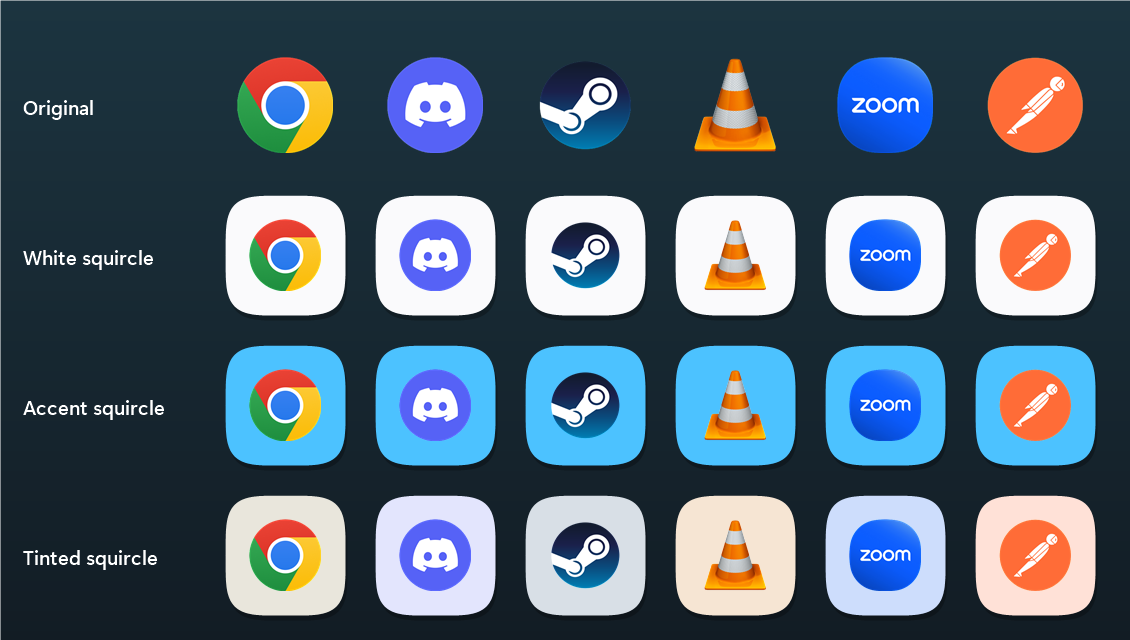 Original
zoom
White squircle
zoom
Accent squircle
zoom
Tinted squircle
zoom